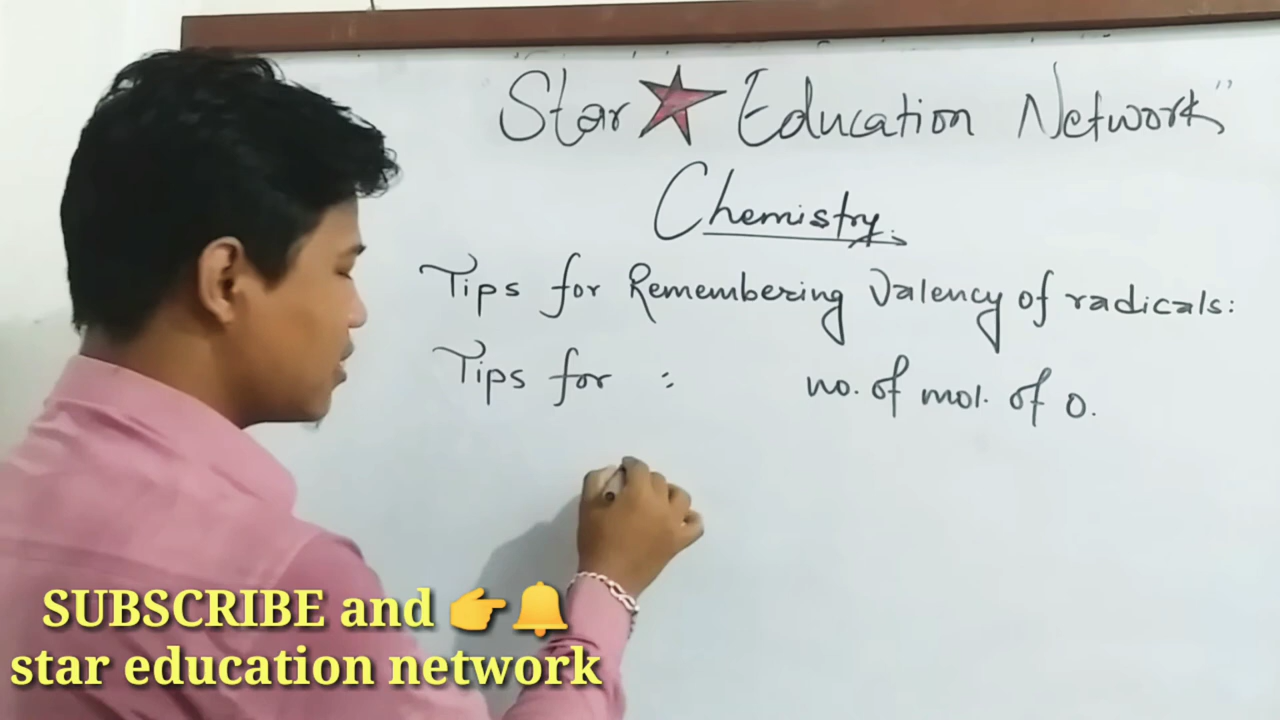 Star Education Network"
Chemistry.
Tips for Remembering Valency of radicals:
Tips for : no. of mol. of o.
SUBSCRIBE and 👉🔔
star education network